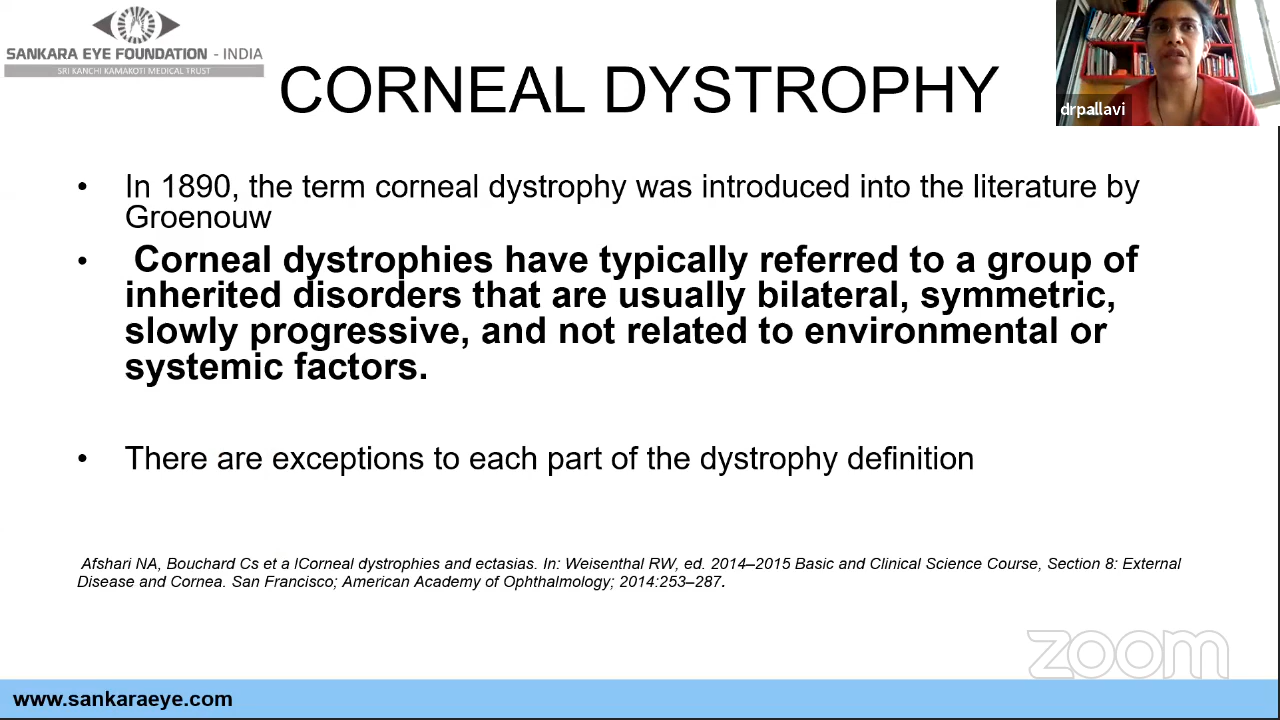 SANKARA EYE FOUNDATION - INDIA
SRI KANCHI KAMAKOTI MEDICAL TRUST
CORNEAL DYSTROPHY
drpallavi
• In 1890, the term corneal dystrophy was introduced into the literature by
Groenouw
• Corneal dystrophies have typically referred to a group of
inherited disorders that are usually bilateral, symmetric,
slowly progressive, and not related to environmental or
systemic factors.
• There are exceptions to each part of the dystrophy definition
Afshari NA, Bouchard Cs et a lCorneal dystrophies and ectasias. In: Weisenthal RW, ed. 2014–2015 Basic and Clinical Science Course, Section 8: External
Disease and Cornea. San Francisco; American Academy of Ophthalmology; 2014:253–287.
zoom
www.sankaraeye.com